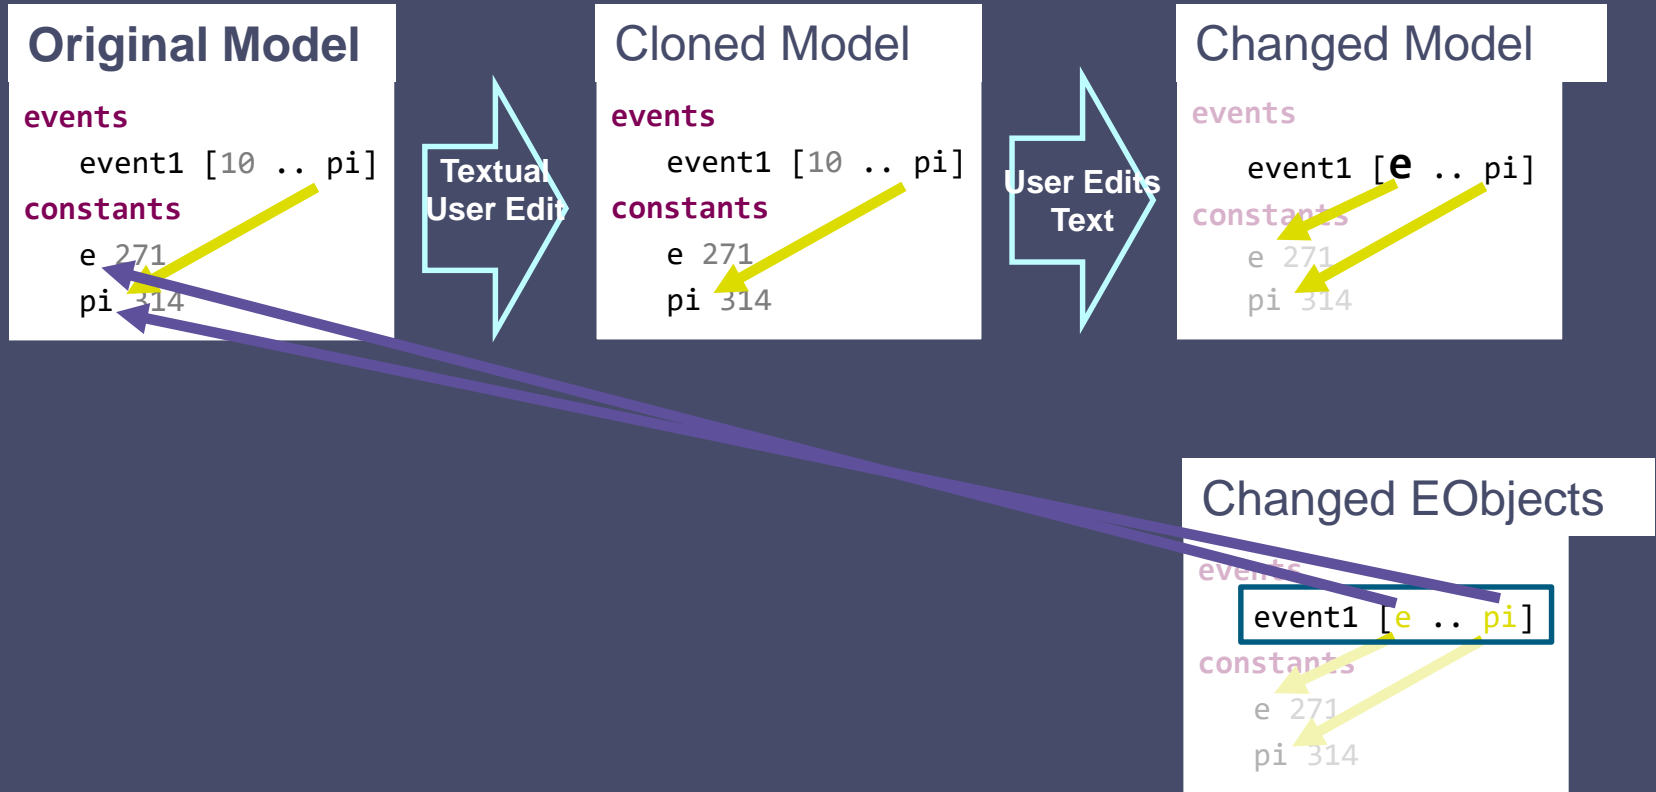 Original Model
events
event1 [10 .. pi]
constants
e 271
pi 314
Textual
User Edit
Cloned Model
events
event1 [10 .. pi]
constants
e 271
pi 314
User Edits
Text
Changed Model
events
event1 [e .. pi]
constants
e 271
pi 314
Changed EObjects
events
event1 [e .. pi]
constants
e 271
pi 314